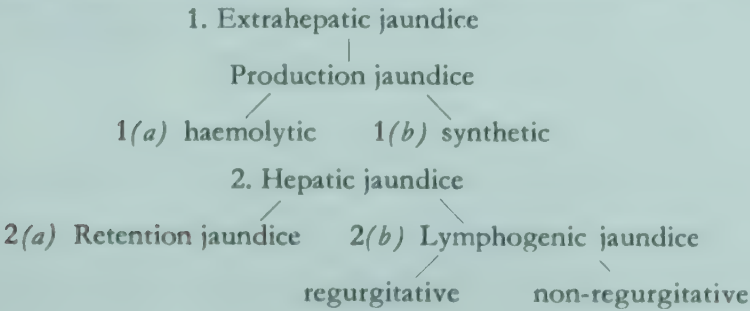 1. Extrahepatic jaundice
Production jaundice
1(a) haemolytic 1(b) synthetic
2. Hepatic jaundice
2(a) Retention jaundice 2(b) Lymphogenic jaundice
regurgitative non-regurgitative